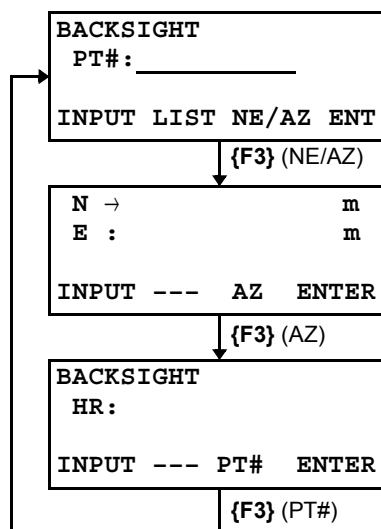 BACKSIGHT
PT#:
INPUT LIST NE/AZ ENT
{F3} (NE/AZ)
N → m
E : m
INPUT --- AZ ENTER
{F3} (AZ)
BACKSIGHT
HR:
INPUT --- PT# ENTER
{F3} (PT#)